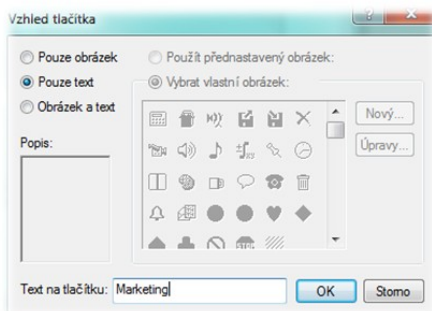 Vzhled tlačítka
Pouze obrázek
Použít přednastavený obrázek:
Pouze text
Vybrat vlastní obrázek:
Obrázek a text
Nový...
Úpravy...
Popis:
STOP
Text na tlačítku: Marketing
OK
Storno